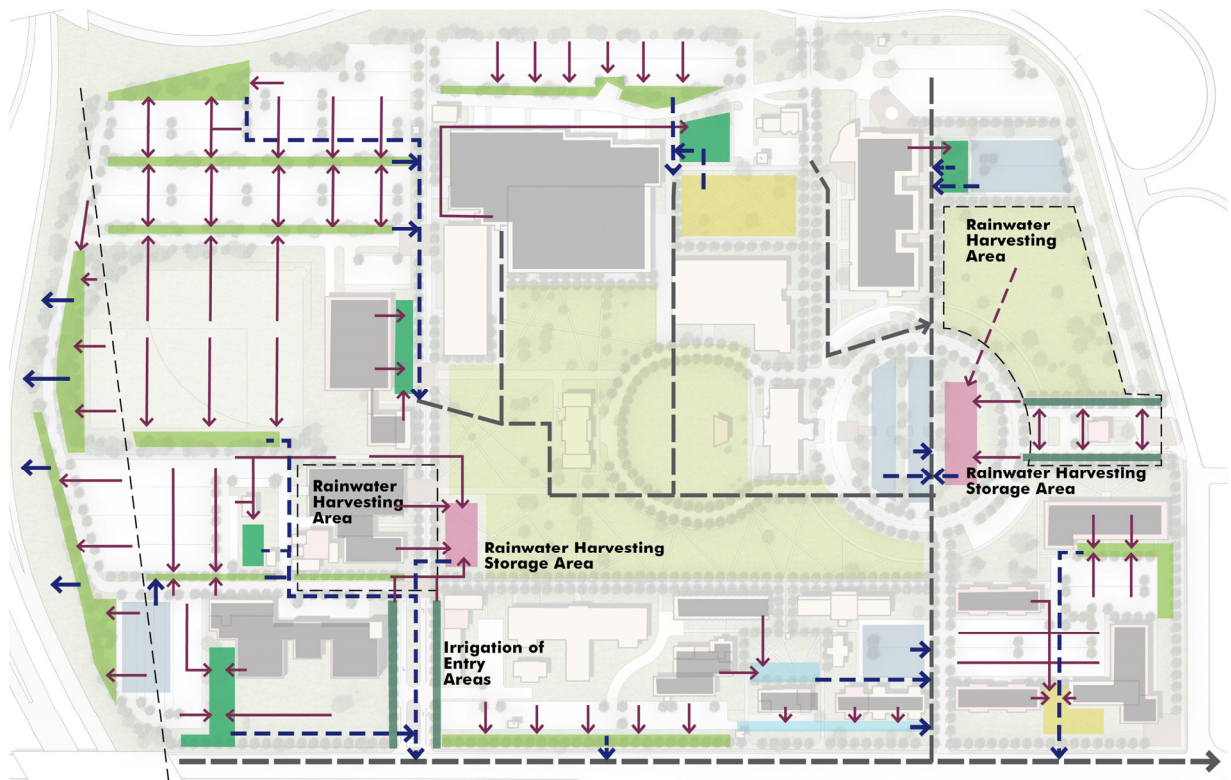 Rainwater
Harvesting
Area
Rainwater Harvesting
Storage Area
Rainwater
Harvesting
Area
Rainwater Harvesting
Storage Area
Irrigation of
Entry
Areas